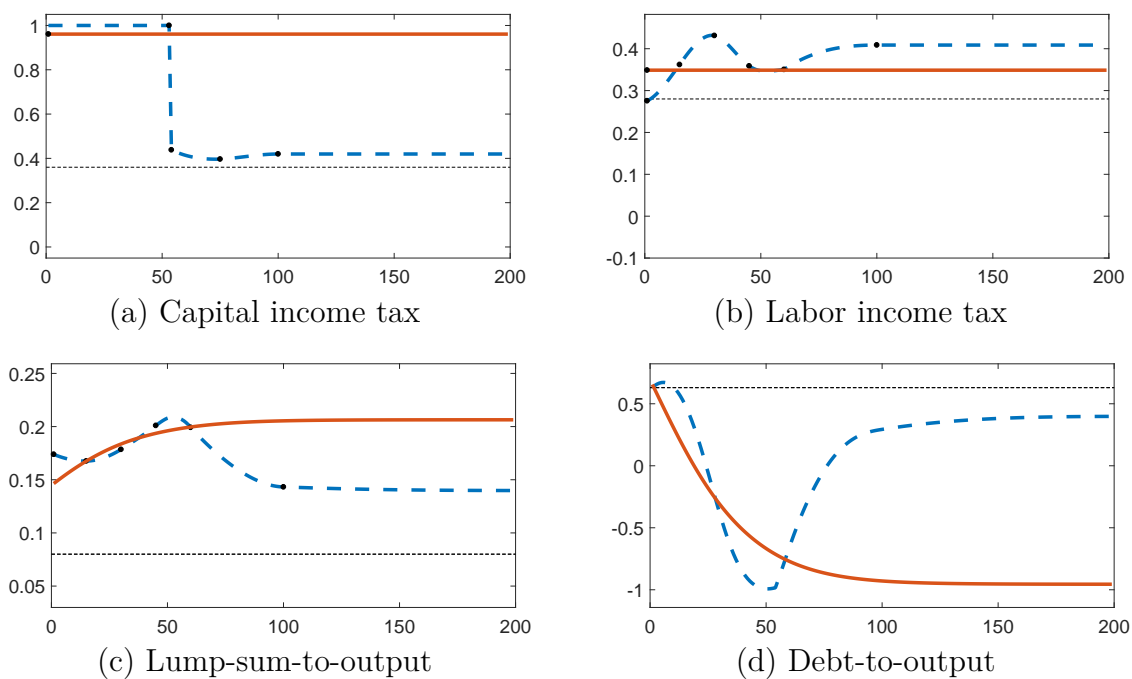 1
0.8
0.6
0.4
0.2
0
0 50 100 150 200
(a) Capital income tax
0.4
0.3
0.2
0.1
0
-0.1
0 50 100 150 200
(b) Labor income tax
0.25
0.2
0.15
0.1
0.05
0 50 100 150 200
(c) Lump-sum-to-output
0.5
0
-0.5
-1
0 50 100 150 200
(d) Debt-to-output